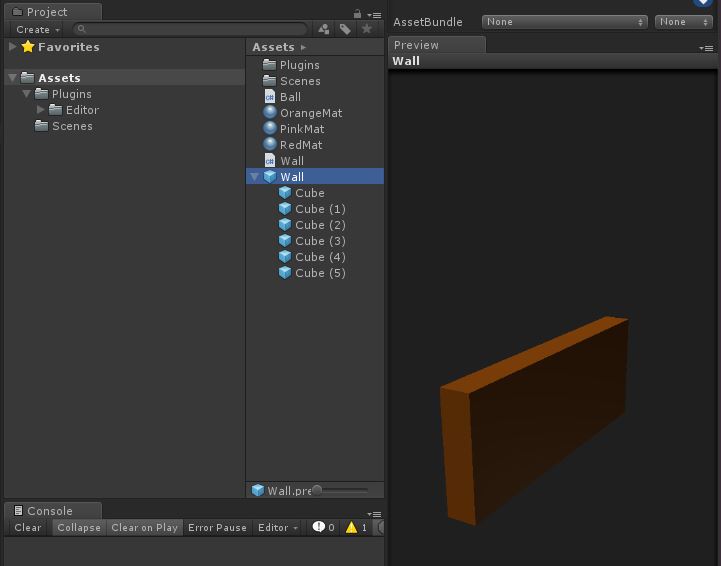 Project
Create
Favorites
Assets
Plugins
Editor
Scenes
Assets
Plugins
Scenes
Ball
OrangeMat
PinkMat
RedMat
Wall
Wall
Cube
Cube (1)
Cube (2)
Cube (3)
Cube (4)
Cube (5)
Wall.pre
Console
Clear
Collapse
Clear on Play
Error Pause
Editor
0
1
AssetBundle
None
None
Preview
Wall